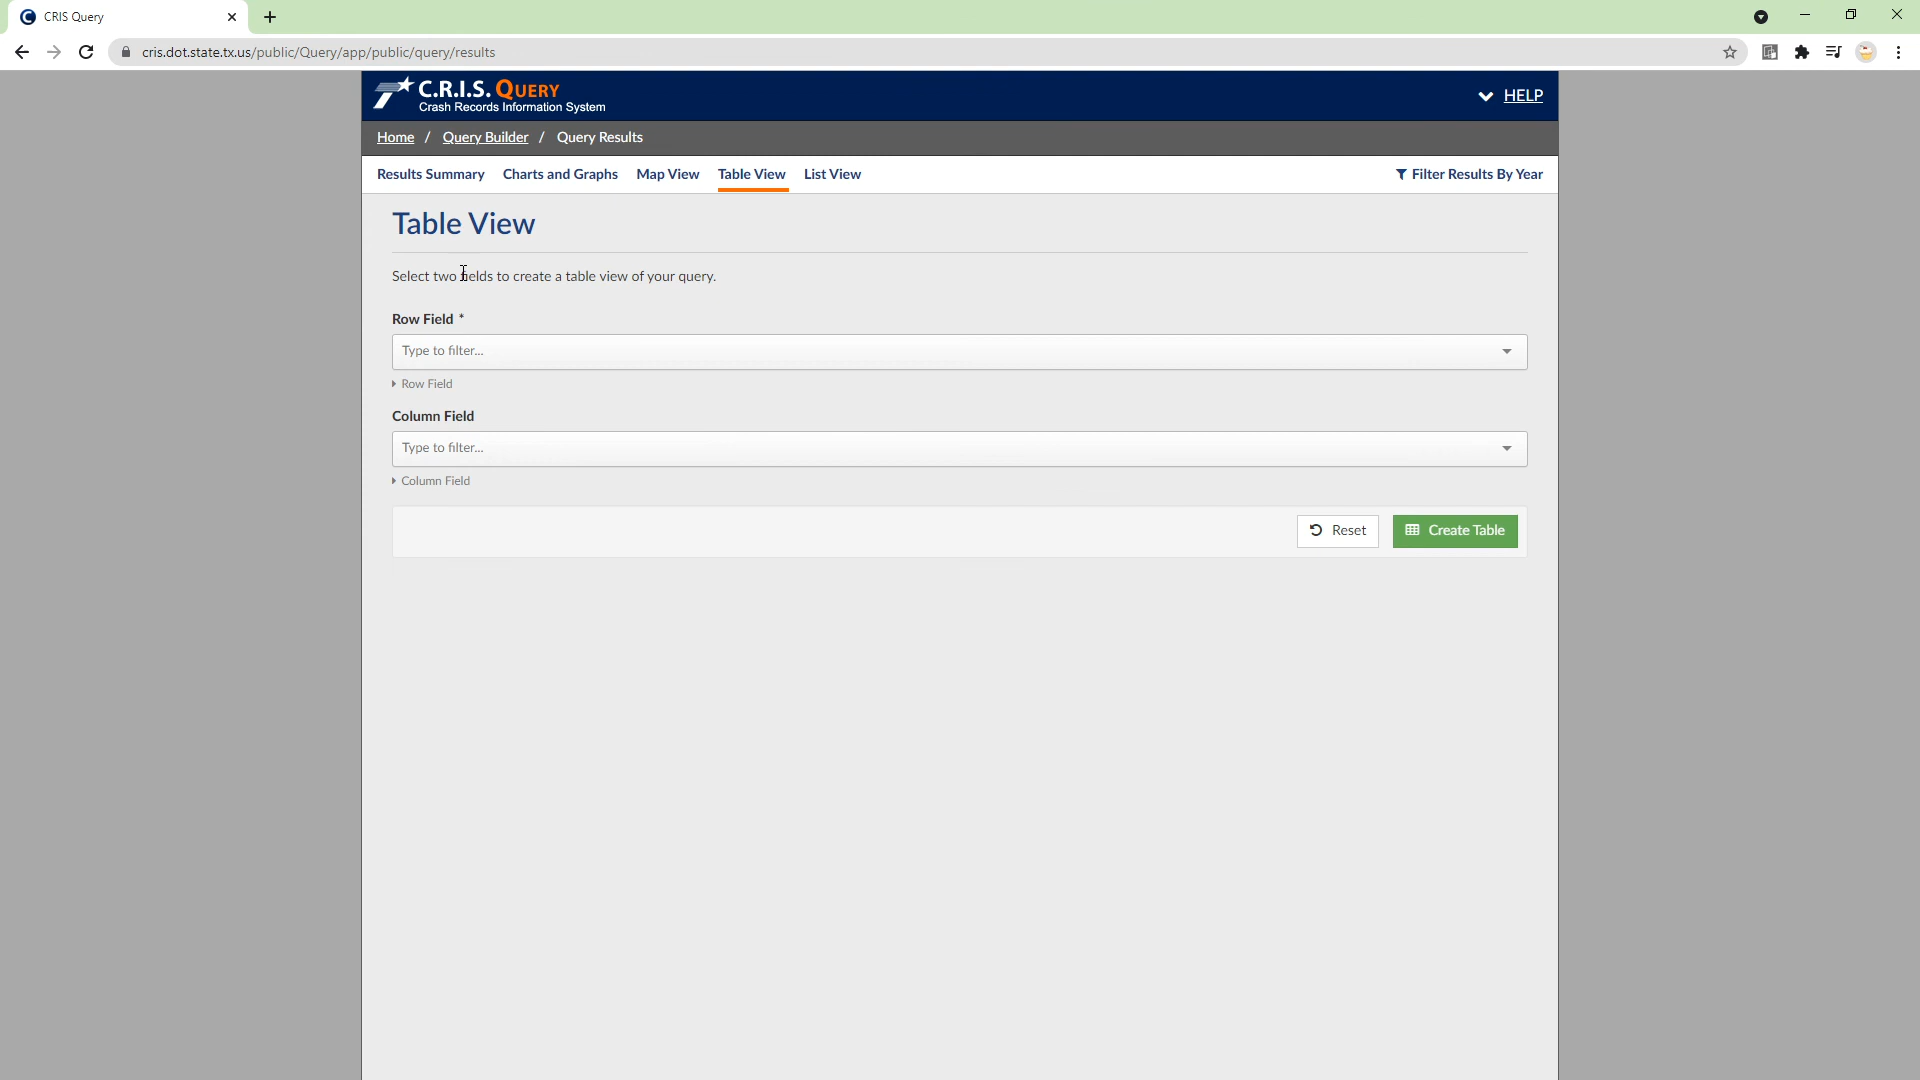 CRIS Query
cris.dot.state.tx.us/public/Query/app/public/query/results
C.R.I.S. QUERY
Crash Records Information System
HELP
Home / Query Builder / Query Results
Results Summary Charts and Graphs Map View Table View List View Filter Results By Year
Table View
Select two fields to create a table view of your query.
Row Field *
Type to filter...
Row Field
Column Field
Type to filter...
Column Field
Reset Create Table